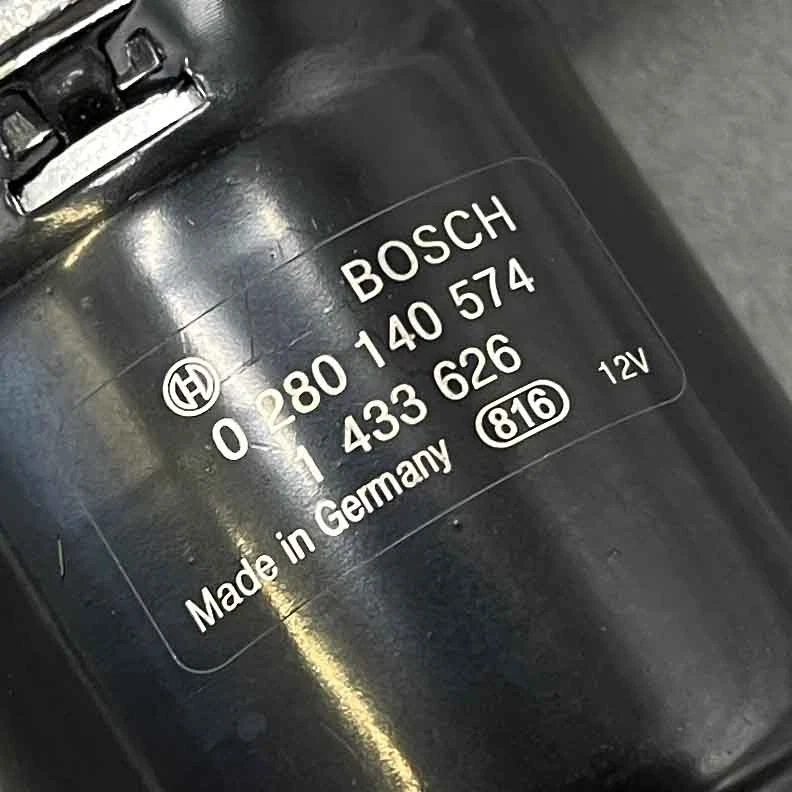 BOSCH
0 280 140 574
1 433 626
Made in Germany 816 12V